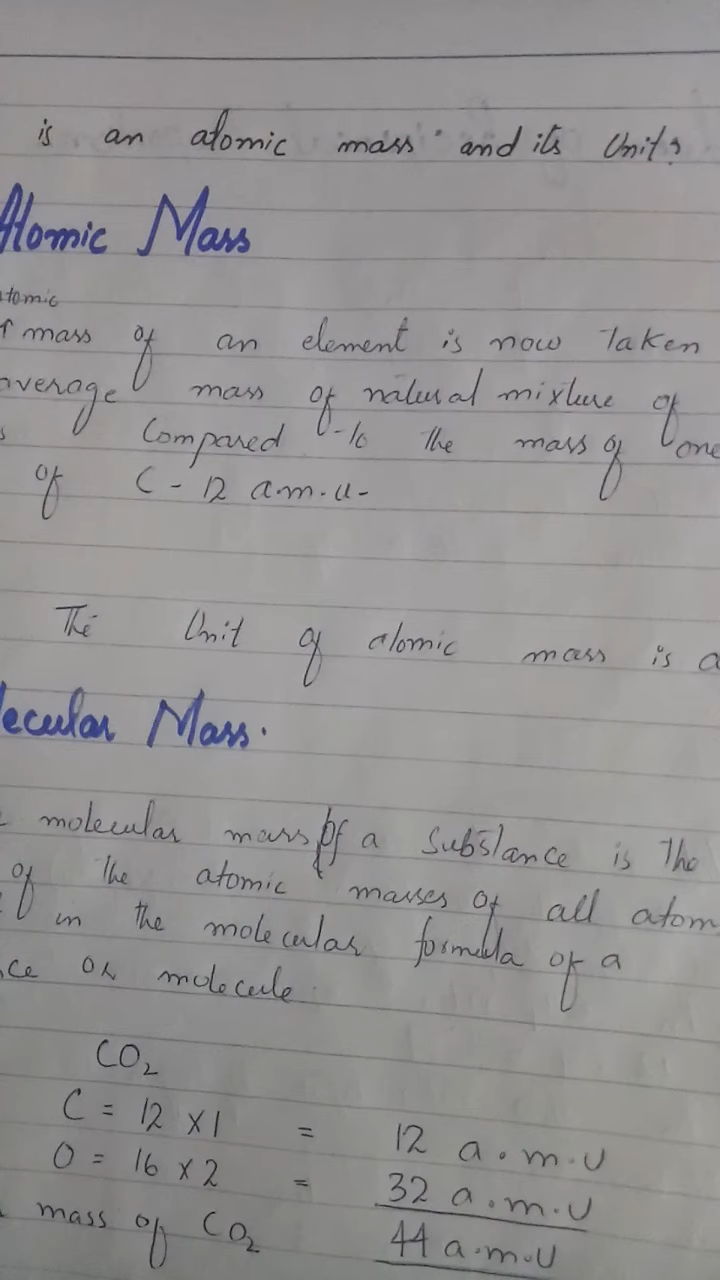 is an atomic mass and its Unit?
Atomic Mass
atomic
mass of an element is now Taken
average mass of natural mixture of
s Compared to the mass of one
of C-12 a.m.u-
The Unit of atomic mass is a
lecular Mass.
molecular mass of a Substance is The
of the atomic masses of all atom
in the molecular formula of a
ce or molecule.
CO₂
C = 12 x 1 = 12 a.m.u
O = 16 x 2 = 32 a.m.u
mass of CO₂ 44 a.m.u